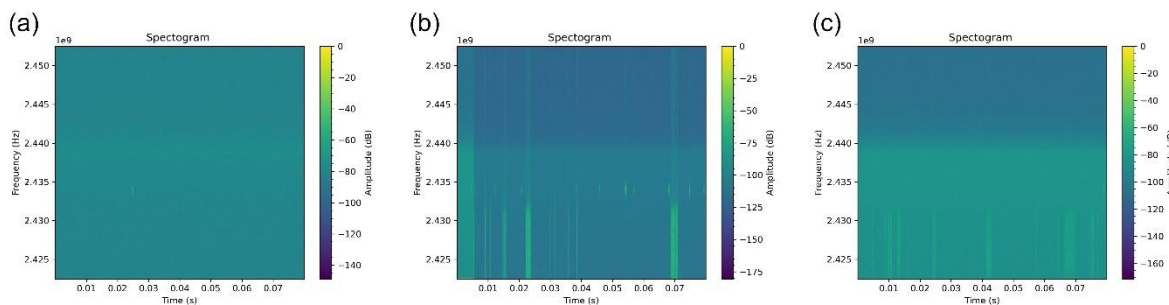 (a)
Spectogram
1e9
2.450
2.445
2.440
2.435
2.430
2.425
Frequency (Hz)
0.01 0.02 0.03 0.04 0.05 0.06 0.07
Time (s)
0
−20
−40
−60
−80
−100
−120
−140
Amplitude (dB)
(b)
Spectogram
1e9
2.450
2.445
2.440
2.435
2.430
2.425
Frequency (Hz)
0.01 0.02 0.03 0.04 0.05 0.06 0.07
Time (s)
0
−25
−50
−75
−100
−125
−150
−175
Amplitude (dB)
(c)
Spectogram
1e9
2.450
2.445
2.440
2.435
2.430
2.425
Frequency (Hz)
0.01 0.02 0.03 0.04 0.05 0.06 0.07
Time (s)
0
−20
−40
−60
−80
−100
−120
−140
−160
Amplitude (dB)